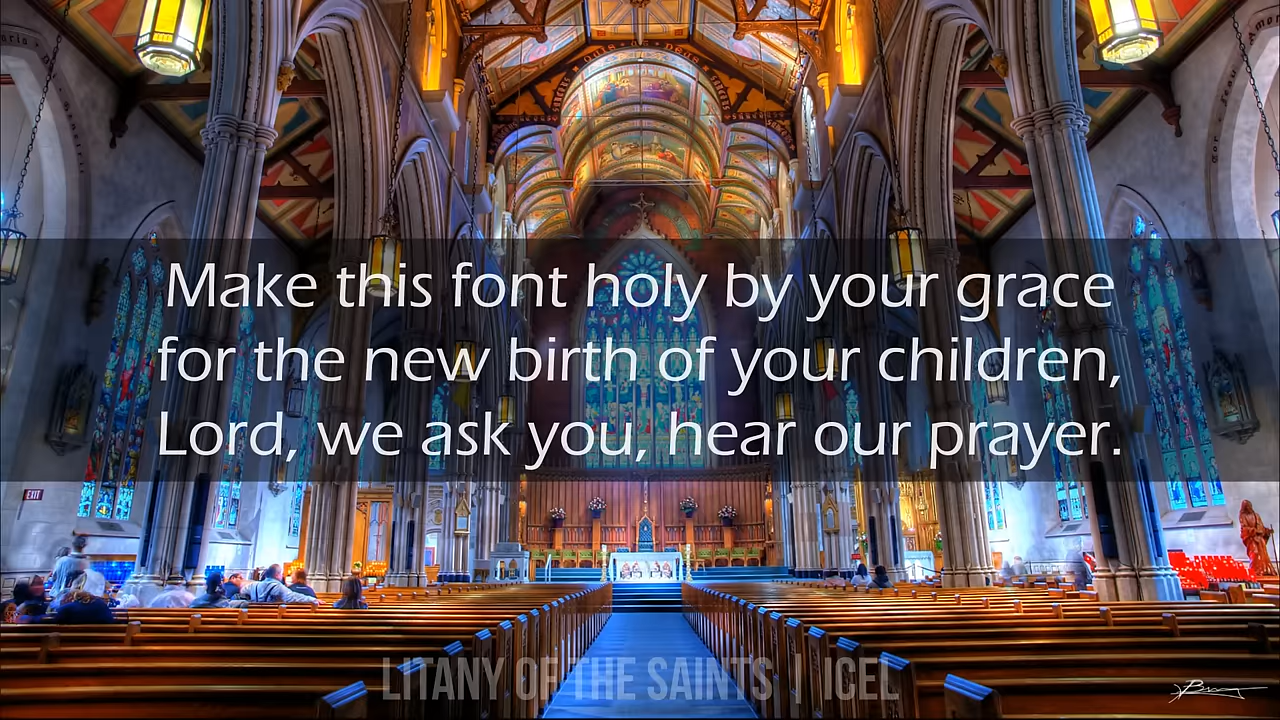 Make this font holy by your grace
for the new birth of your children,
Lord, we ask you, hear our prayer.
EXIT
LITANY OF THE SAINTS | ICEL